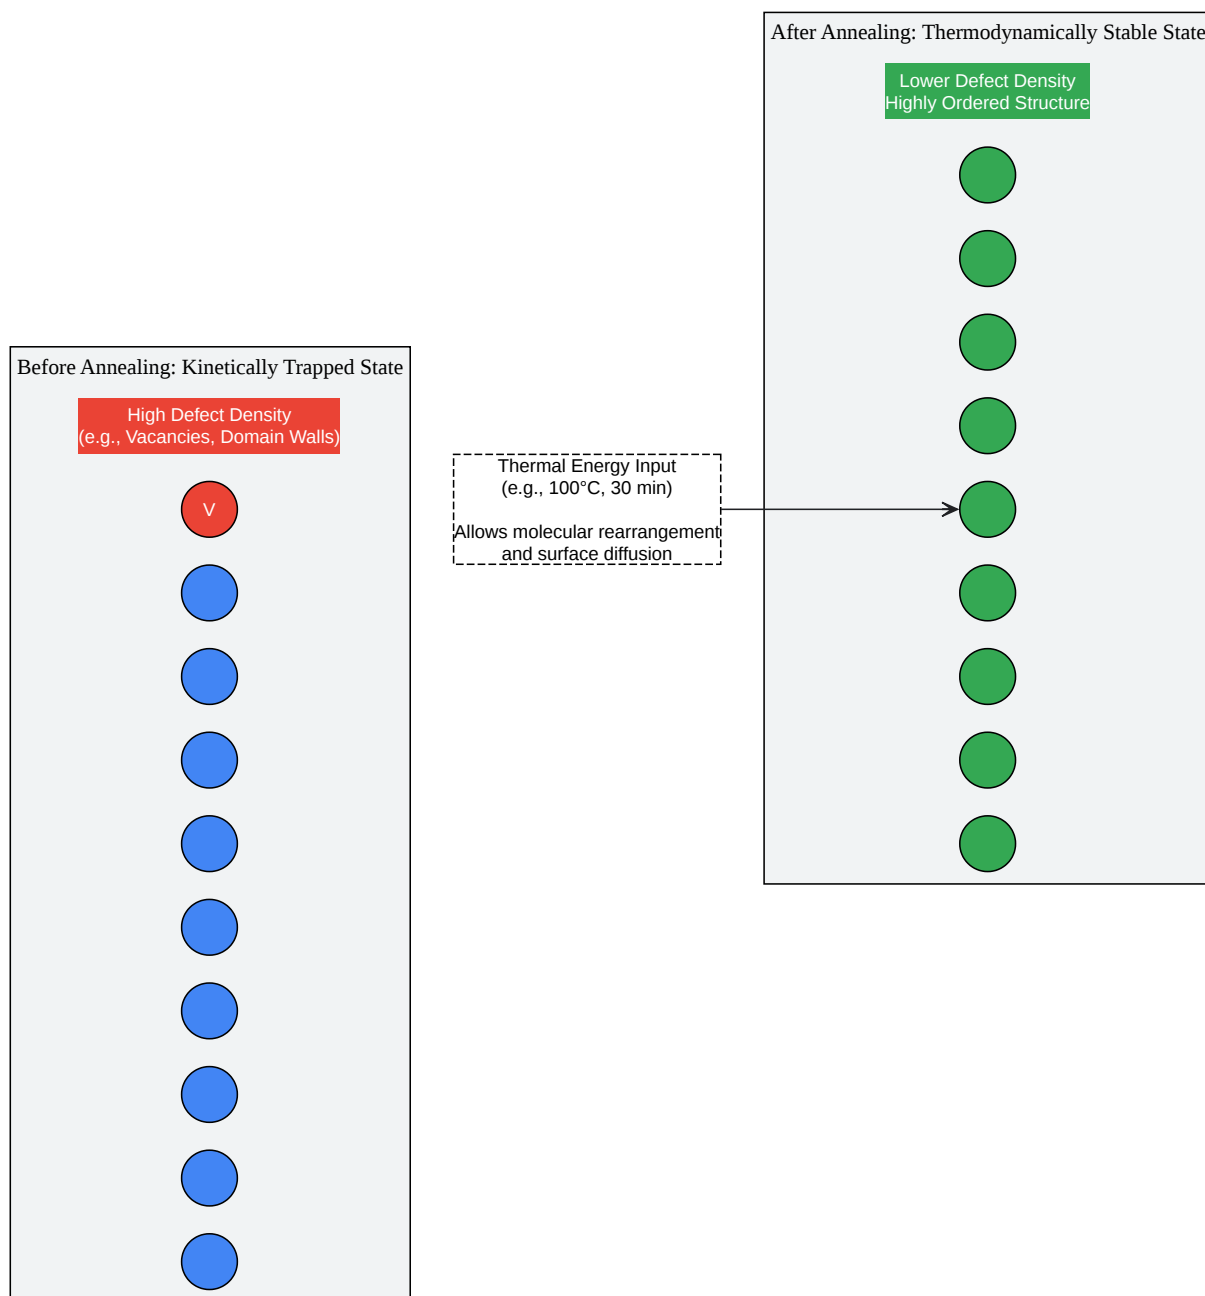 Before Annealing: Kinetically Trapped State
High Defect Density
(e.g., Vacancies, Domain Walls)
V
Thermal Energy Input
(e.g., 100°C, 30 min)
Allows molecular rearrangement
and surface diffusion
After Annealing: Thermodynamically Stable State
Lower Defect Density
Highly Ordered Structure